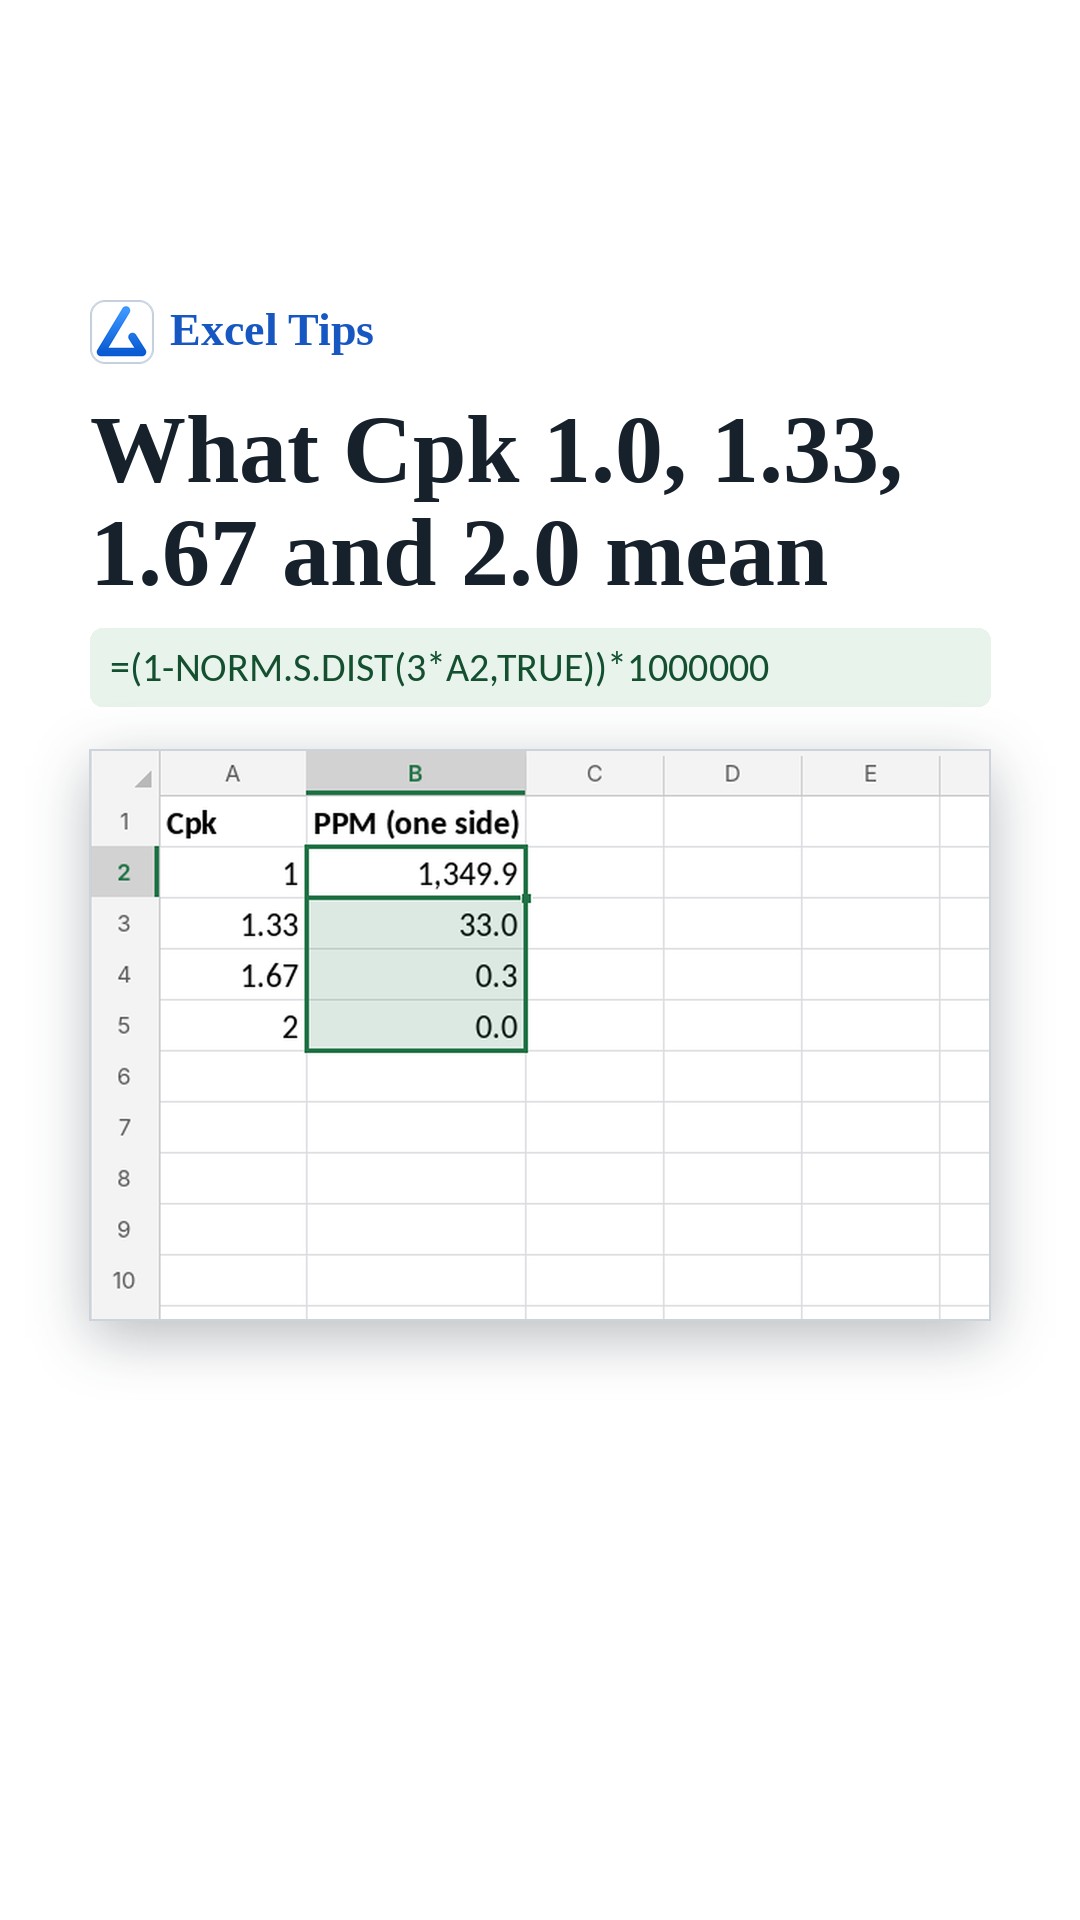 Excel Tips
What Cpk 1.0, 1.33,
1.67 and 2.0 mean
=(1-NORM.S.DIST(3*A2,TRUE))*1000000
A B C D E
1 Cpk PPM (one side)
2 1 1,349.9
3 1.33 33.0
4 1.67 0.3
5 2 0.0
6
7
8
9
10